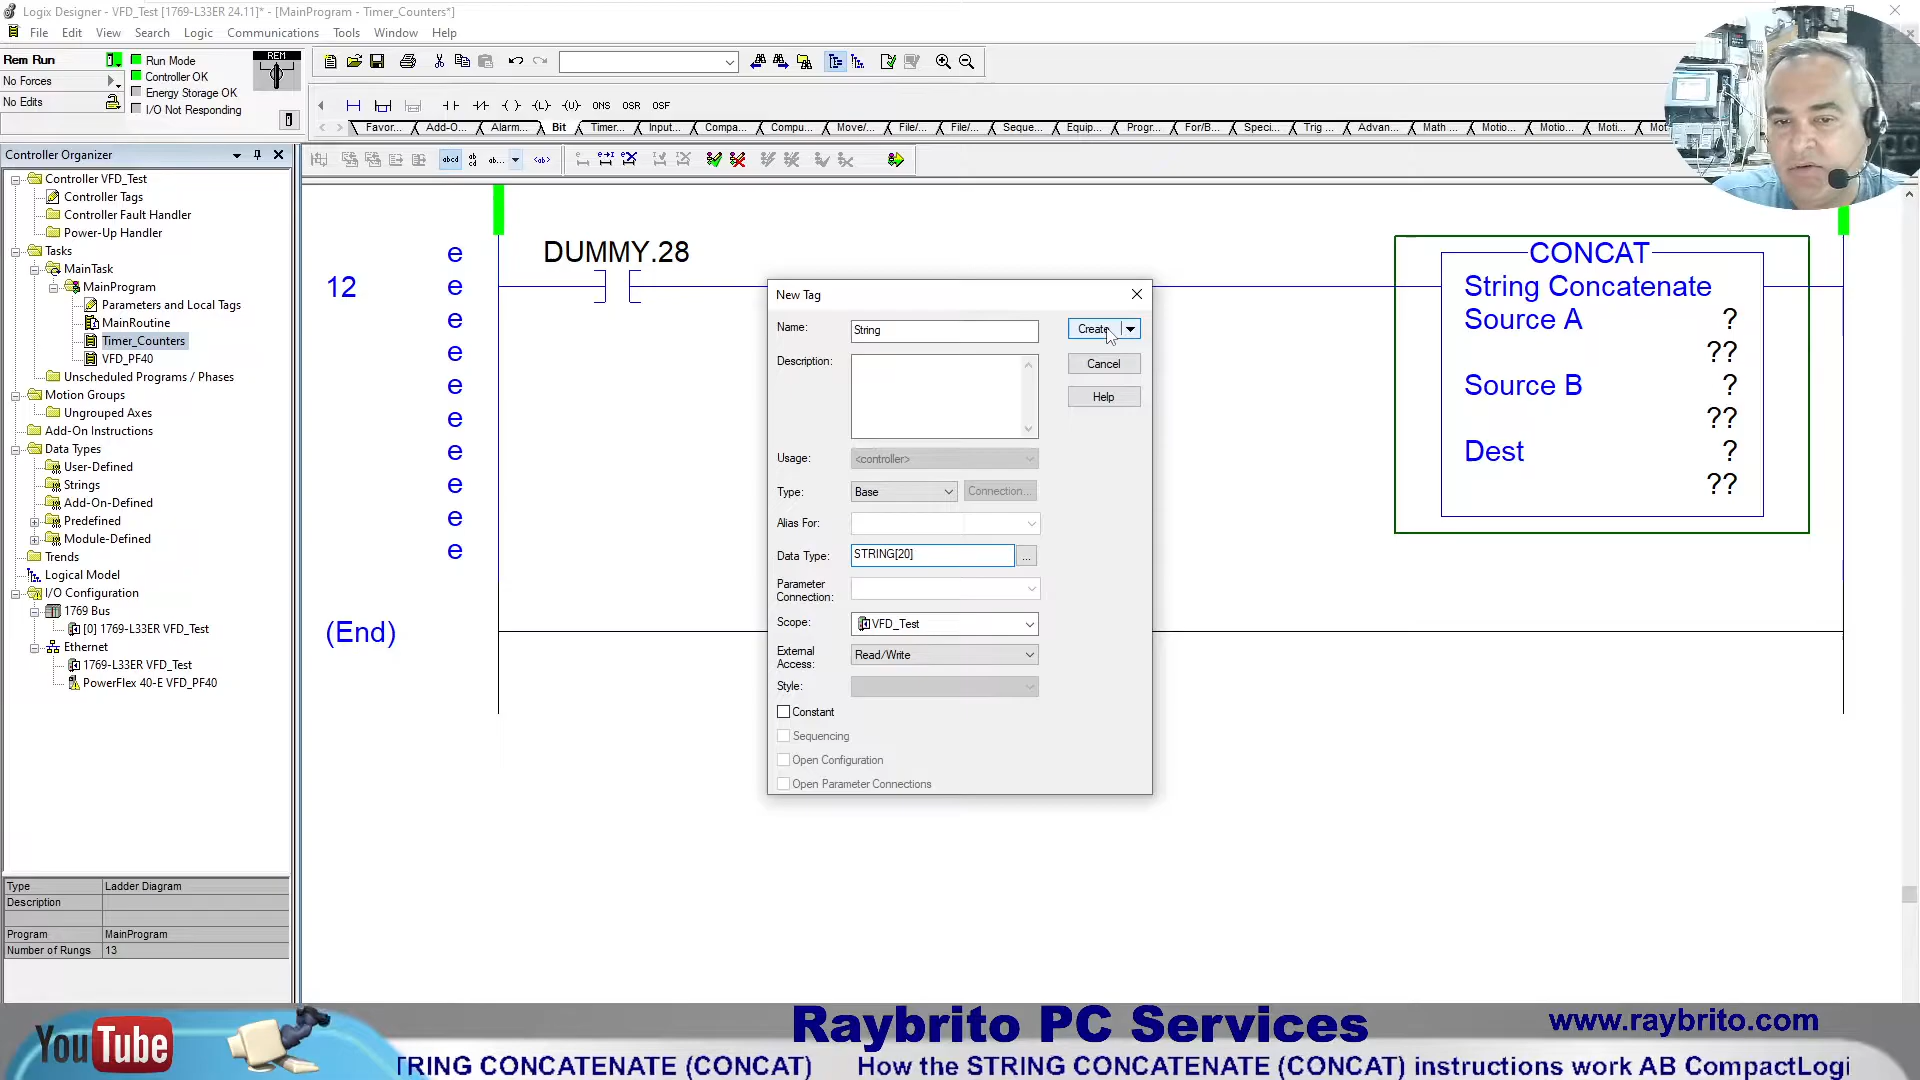 Logix Designer - VFD_Test [1769-L33ER 24.11]* - [MainProgram - Timer_Counters*]
File Edit View Search Logic Communications Tools Window Help
Rem Run
No Forces
No Edits
Run Mode
Controller OK
Energy Storage OK
I/O Not Responding
REM
ONS OSR OSF
Favor... Add-O... Alarm... Bit Timer... Input... Compa... Compu... Move/... File/... File/... Seque... Equip... Progr... For/B... Speci... Trig ... Advan... Math ... Motio... Motio... Moti... Mot
Controller Organizer
Controller VFD_Test
Controller Tags
Controller Fault Handler
Power-Up Handler
Tasks
MainTask
MainProgram
Parameters and Local Tags
MainRoutine
Timer_Counters
VFD_PF40
Unscheduled Programs / Phases
Motion Groups
Ungrouped Axes
Add-On Instructions
Data Types
User-Defined
Strings
Add-On-Defined
Predefined
Module-Defined
Trends
Logical Model
I/O Configuration
1769 Bus
[0] 1769-L33ER VFD_Test
Ethernet
1769-L33ER VFD_Test
PowerFlex 40-E VFD_PF40
Type Ladder Diagram
Description
Program MainProgram
Number of Rungs 13
12
e
e
e
e
e
e
e
e
e
e
(End)
DUMMY.28
CONCAT
String Concatenate
Source A ?
??
Source B ?
??
Dest ?
??
New Tag
Name: String
Create
Description:
Cancel
Help
Usage: <controller>
Type: Base Connection...
Alias For:
Data Type: STRING[20] ...
Parameter
Connection:
Scope: VFD_Test
External
Access: Read/Write
Style:
Constant
Sequencing
Open Configuration
Open Parameter Connections
YouTube
Raybrito PC Services
www.raybrito.com
TRING CONCATENATE (CONCAT) How the STRING CONCATENATE (CONCAT) instructions work AB CompactLogi